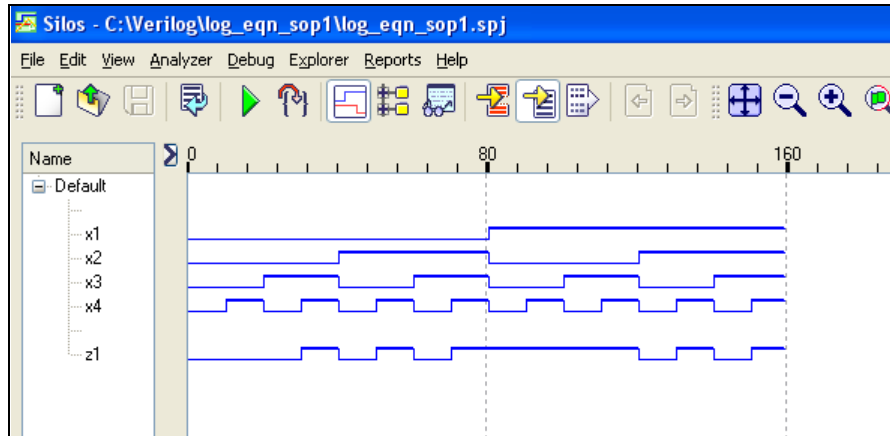 Silos - C:\Verilog\log_eqn_sop1\log_eqn_sop1.spj
File Edit View Analyzer Debug Explorer Reports Help
Name 0 80 160
Default
x1
x2
x3
x4
z1